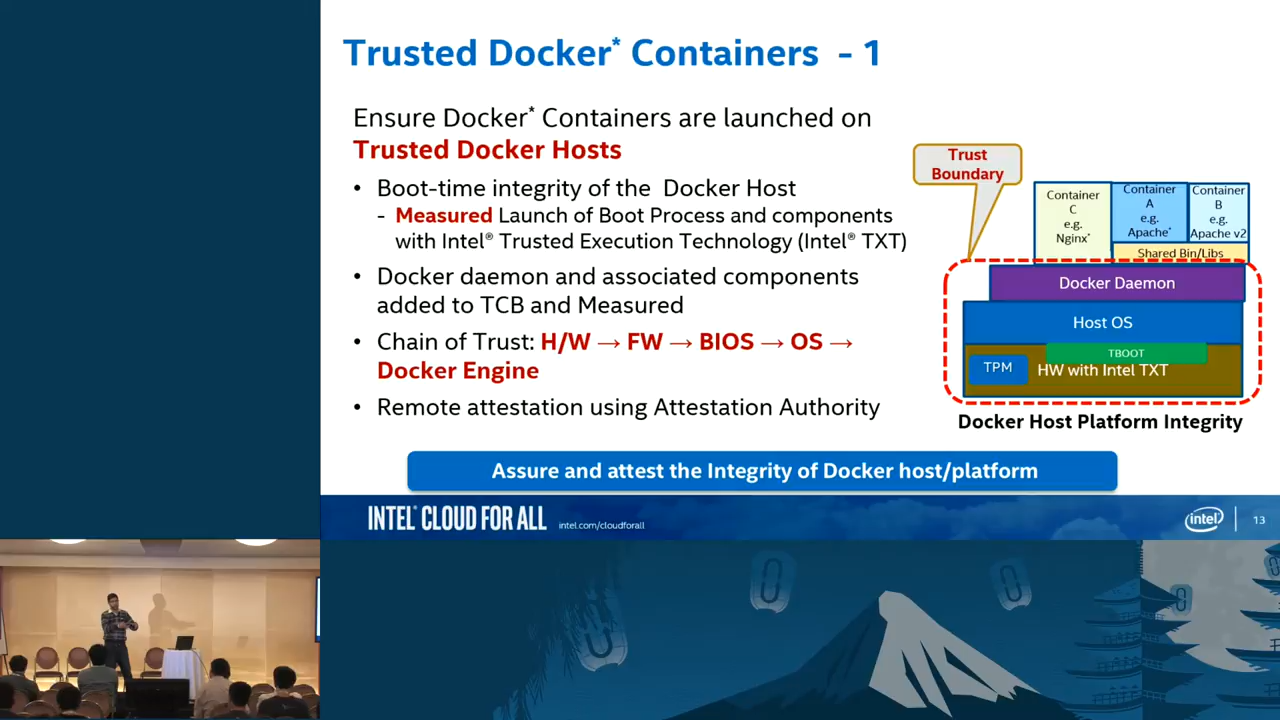 Trusted Docker* Containers - 1
Ensure Docker* Containers are launched on
Trusted Docker Hosts
• Boot-time integrity of the Docker Host
- Measured Launch of Boot Process and components
with Intel® Trusted Execution Technology (Intel® TXT)
• Docker daemon and associated components
added to TCB and Measured
• Chain of Trust: H/W → FW → BIOS → OS →
Docker Engine
• Remote attestation using Attestation Authority
Trust
Boundary
Container
C
e.g.
Nginx*
Container
A
e.g.
Apache*
Container
B
e.g.
Apache v2
Shared Bin/Libs
Docker Daemon
Host OS
TBOOT
TPM
HW with Intel TXT
Docker Host Platform Integrity
Assure and attest the Integrity of Docker host/platform
INTEL® CLOUD FOR ALL
intel.com/cloudforall
intel
13